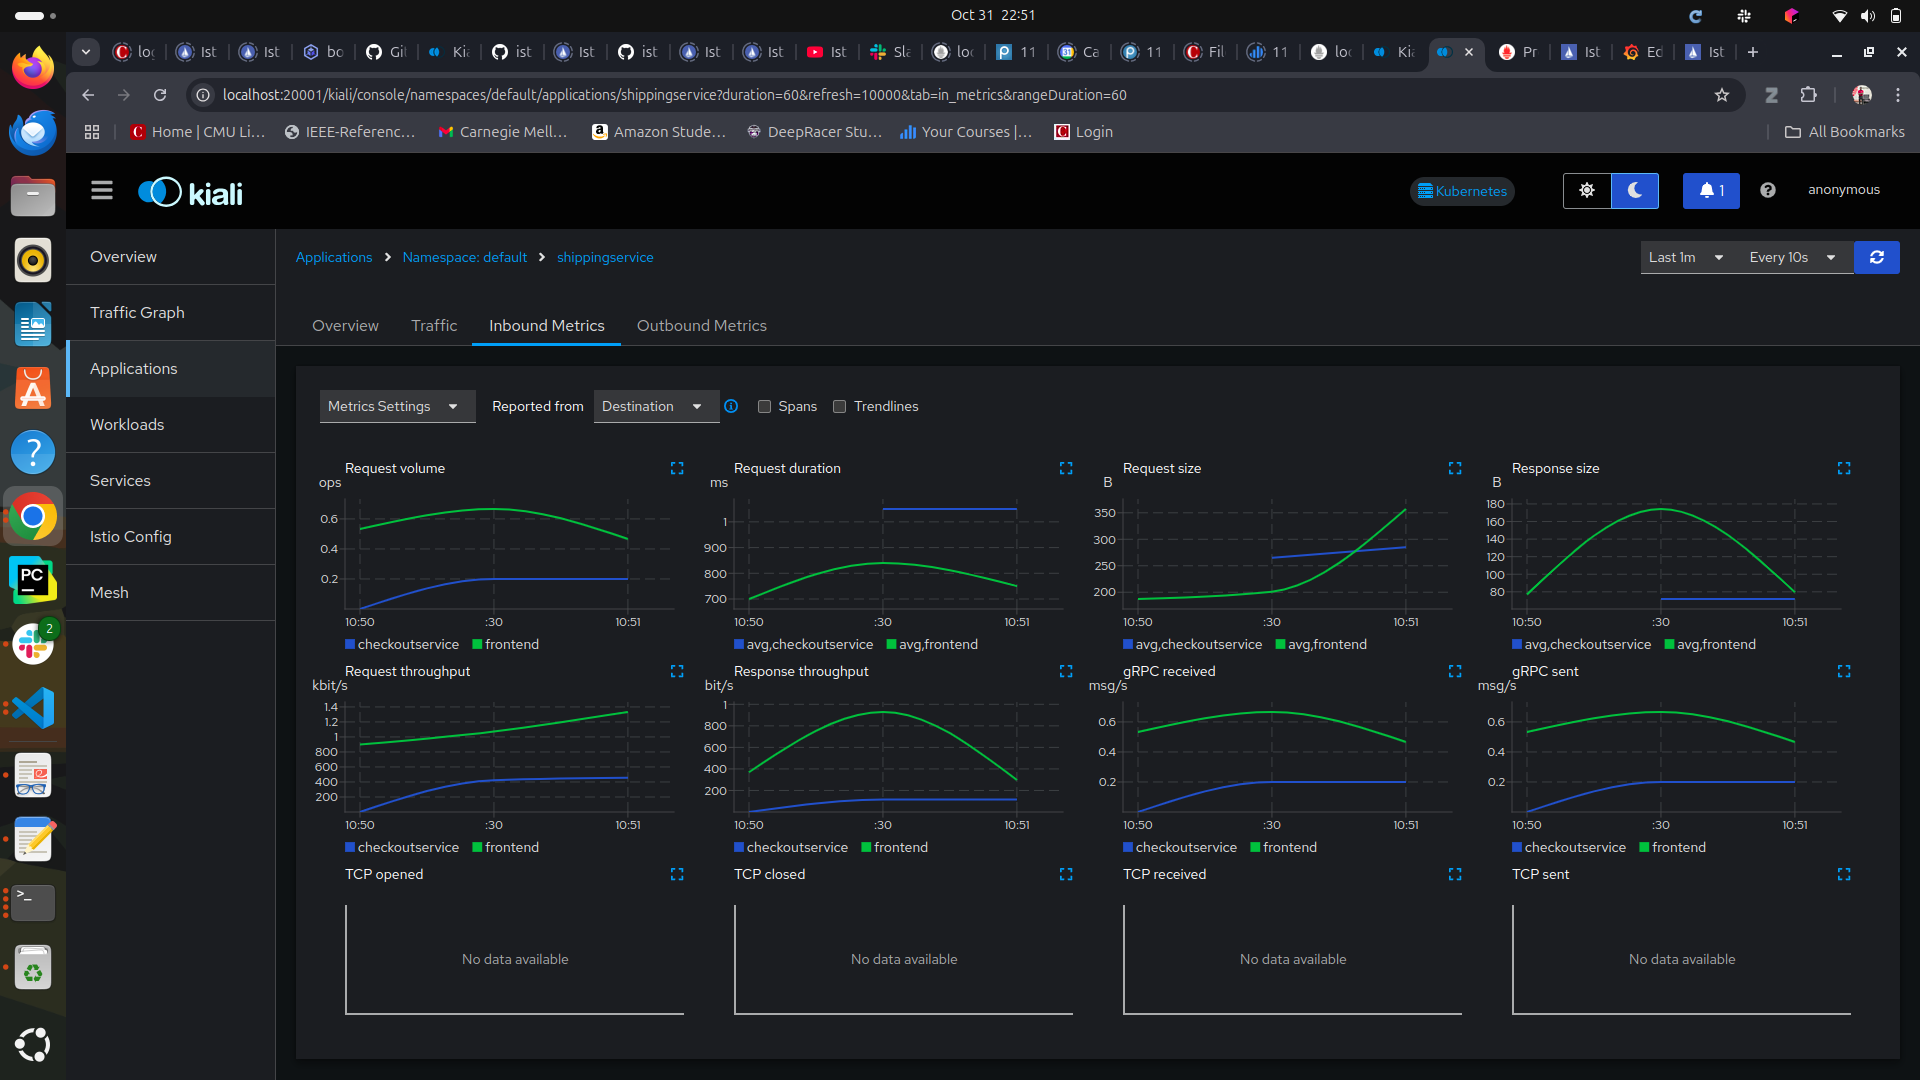 Oct 31 22:51
loc
Ist
Ist
bo
Git
Kia
ist
Ist
ist
Ist
Ist
Ist
Sla
loc
11
Ca
11
Fil
11
loc
Kia
Pr
Ist
Ed
Ist
localhost:20001/kiali/console/namespaces/default/applications/shippingservice?duration=60&refresh=10000&tab=in_metrics&rangeDuration=60
Home | CMU Li...
IEEE-Referenc...
Carnegie Mell...
Amazon Stude...
DeepRacer Stu...
Your Courses |...
Login
All Bookmarks
kiali
Kubernetes
1
anonymous
Overview
Traffic Graph
Applications
Workloads
Services
Istio Config
Mesh
Applications > Namespace: default > shippingservice
Last 1m
Every 10s
Overview
Traffic
Inbound Metrics
Outbound Metrics
Metrics Settings
Reported from
Destination
Spans
Trendlines
Request volume
ops
0.6
0.4
0.2
10:50
:30
10:51
checkoutservice
frontend
Request duration
ms
1
900
800
700
10:50
:30
10:51
avg,checkoutservice
avg,frontend
Request size
B
350
300
250
200
10:50
:30
10:51
avg,checkoutservice
avg,frontend
Response size
B
180
160
140
120
100
80
10:50
:30
10:51
avg,checkoutservice
avg,frontend
Request throughput
kbit/s
1.4
1.2
1
800
600
400
200
10:50
:30
10:51
checkoutservice
frontend
Response throughput
bit/s
1
800
600
400
200
10:50
:30
10:51
checkoutservice
frontend
gRPC received
msg/s
0.6
0.4
0.2
10:50
:30
10:51
checkoutservice
frontend
gRPC sent
msg/s
0.6
0.4
0.2
10:50
:30
10:51
checkoutservice
frontend
TCP opened
No data available
TCP closed
No data available
TCP received
No data available
TCP sent
No data available
PC
2